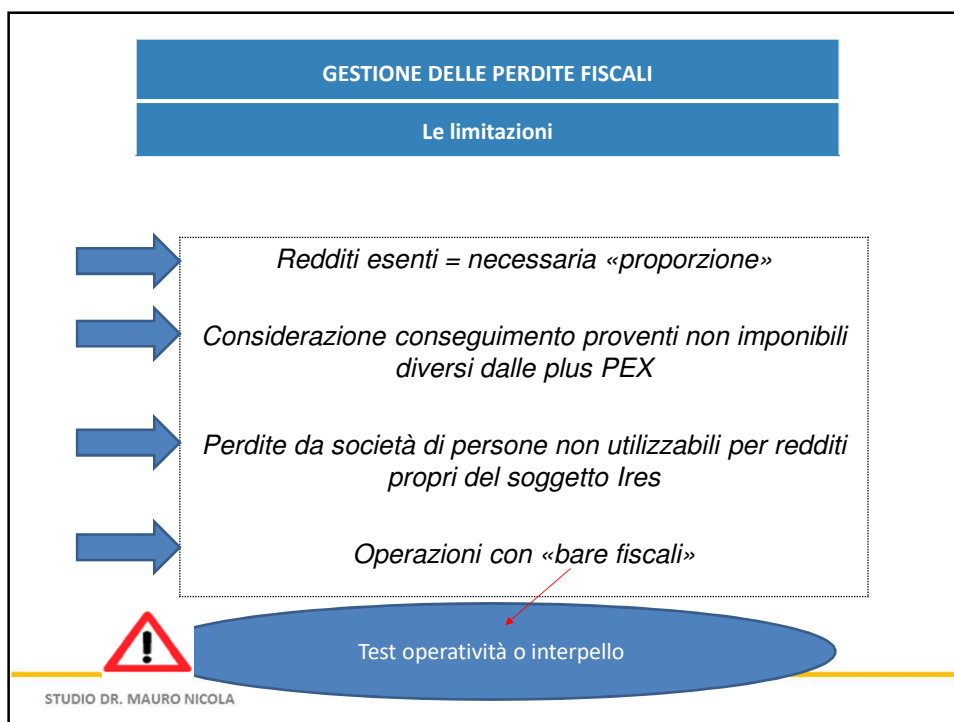 GESTIONE DELLE PERDITE FISCALI
Le limitazioni
Redditi esenti = necessaria «proporzione»
Considerazione conseguimento proventi non imponibili
diversi dalle plus PEX
Perdite da società di persone non utilizzabili per redditi
propri del soggetto Ires
Operazioni con «bare fiscali»
Test operatività o interpello
STUDIO DR. MAURO NICOLA